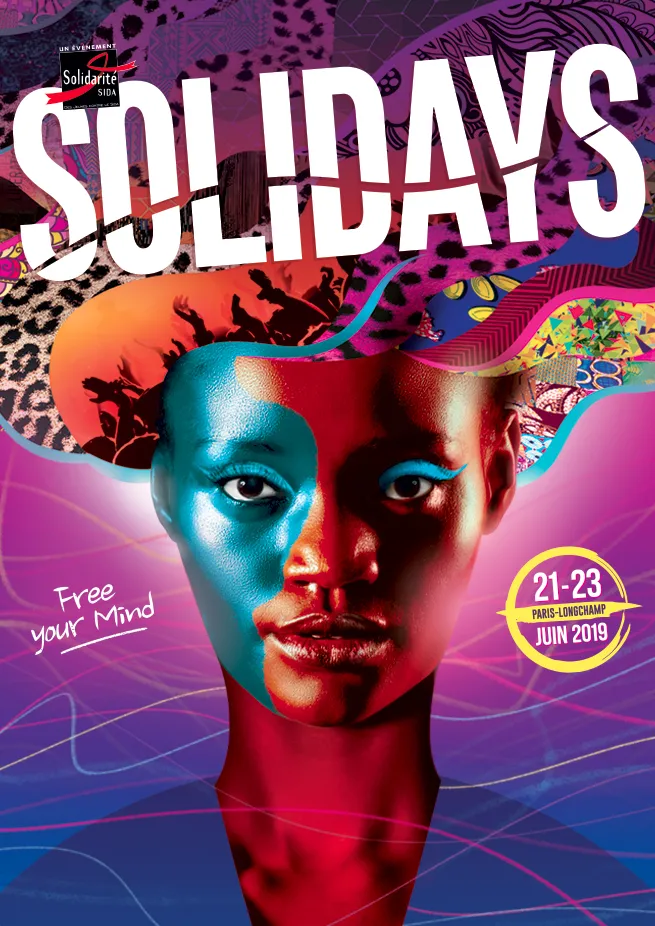 UN ÉVÉNEMENT
Solidarité
SIDA
SOLIDAYS
Free
your Mind
21-23
PARIS-LONGCHAMP
JUIN 2019